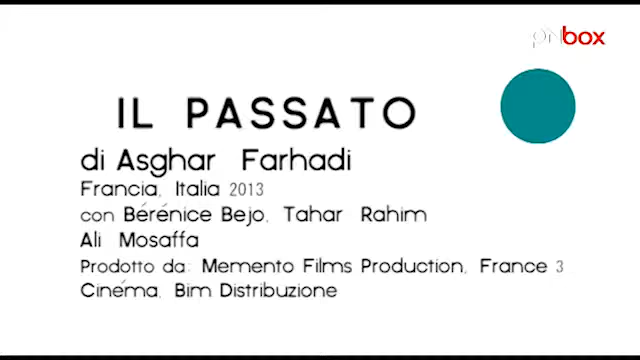 pnbox
IL PASSATO
di Asghar Farhadi
Francia, Italia 2013
con Bérénice Bejo, Tahar Rahim
Ali Mosaffa
Prodotto da: Memento Films Production, France 3
Cinéma, Bim Distribuzione